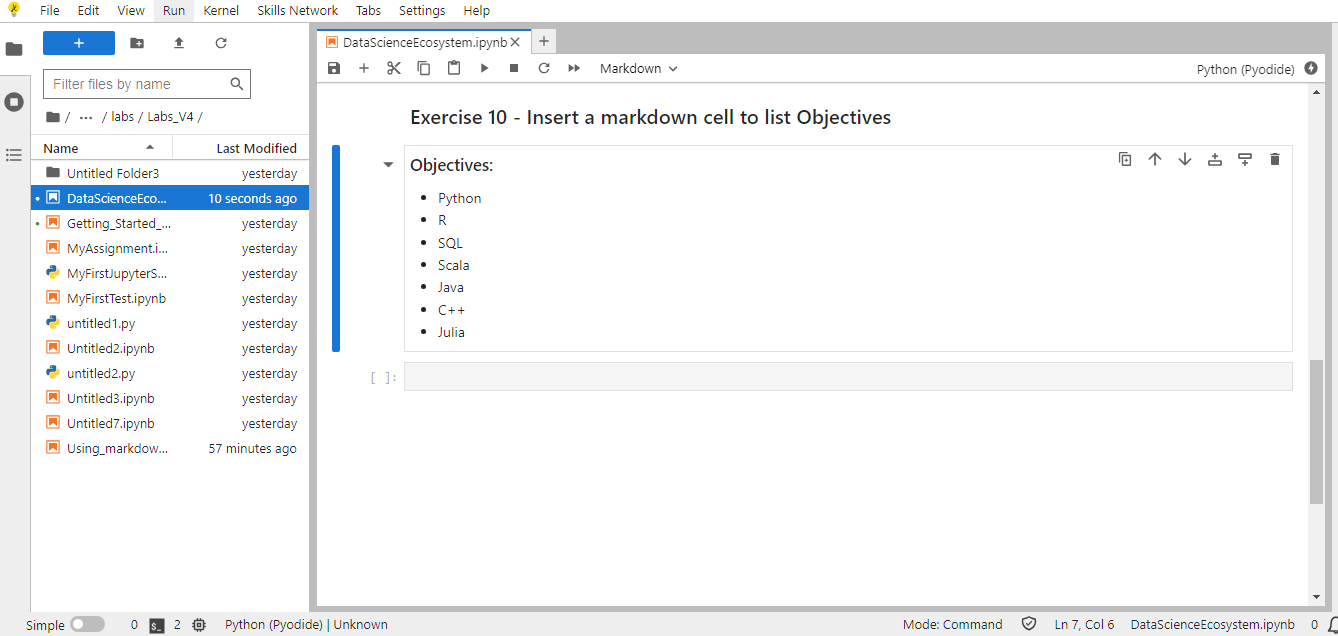 File Edit View Run Kernel Skills Network Tabs Settings Help
+
Filter files by name
/ ··· / labs / Labs_V4 /
Name Last Modified
Untitled Folder3 yesterday
DataScienceEco... 10 seconds ago
Getting_Started_... yesterday
MyAssignment.i... yesterday
MyFirstJupyterS... yesterday
MyFirstTest.ipynb yesterday
untitled1.py yesterday
Untitled2.ipynb yesterday
untitled2.py yesterday
Untitled3.ipynb yesterday
Untitled7.ipynb yesterday
Using_markdow... 57 minutes ago
DataScienceEcosystem.ipynb
Markdown Python (Pyodide)
Exercise 10 - Insert a markdown cell to list Objectives
Objectives:
• Python
• R
• SQL
• Scala
• Java
• C++
• Julia
[ ]:
Simple 0 $_ 2 Python (Pyodide) | Unknown Mode: Command Ln 7, Col 6 DataScienceEcosystem.ipynb 0